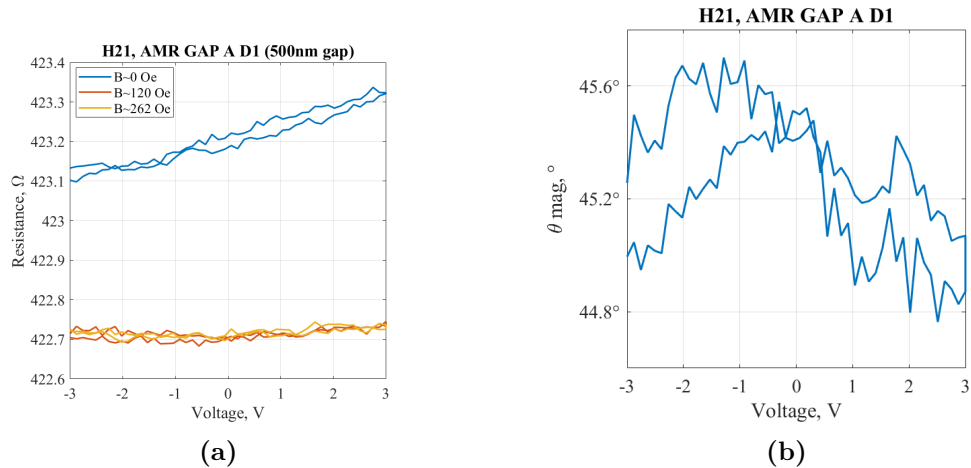 H21, AMR GAP A D1 (500nm gap)
423.4
423.3
423.2
423.1
423
422.9
422.8
422.7
422.6
Resistance, Ω
B~0 Oe
B~120 Oe
B~262 Oe
-3 -2 -1 0 1 2 3
Voltage, V
(a)
H21, AMR GAP A D1
45.6°
45.2°
44.8°
θ mag, °
-3 -2 -1 0 1 2 3
Voltage, V
(b)